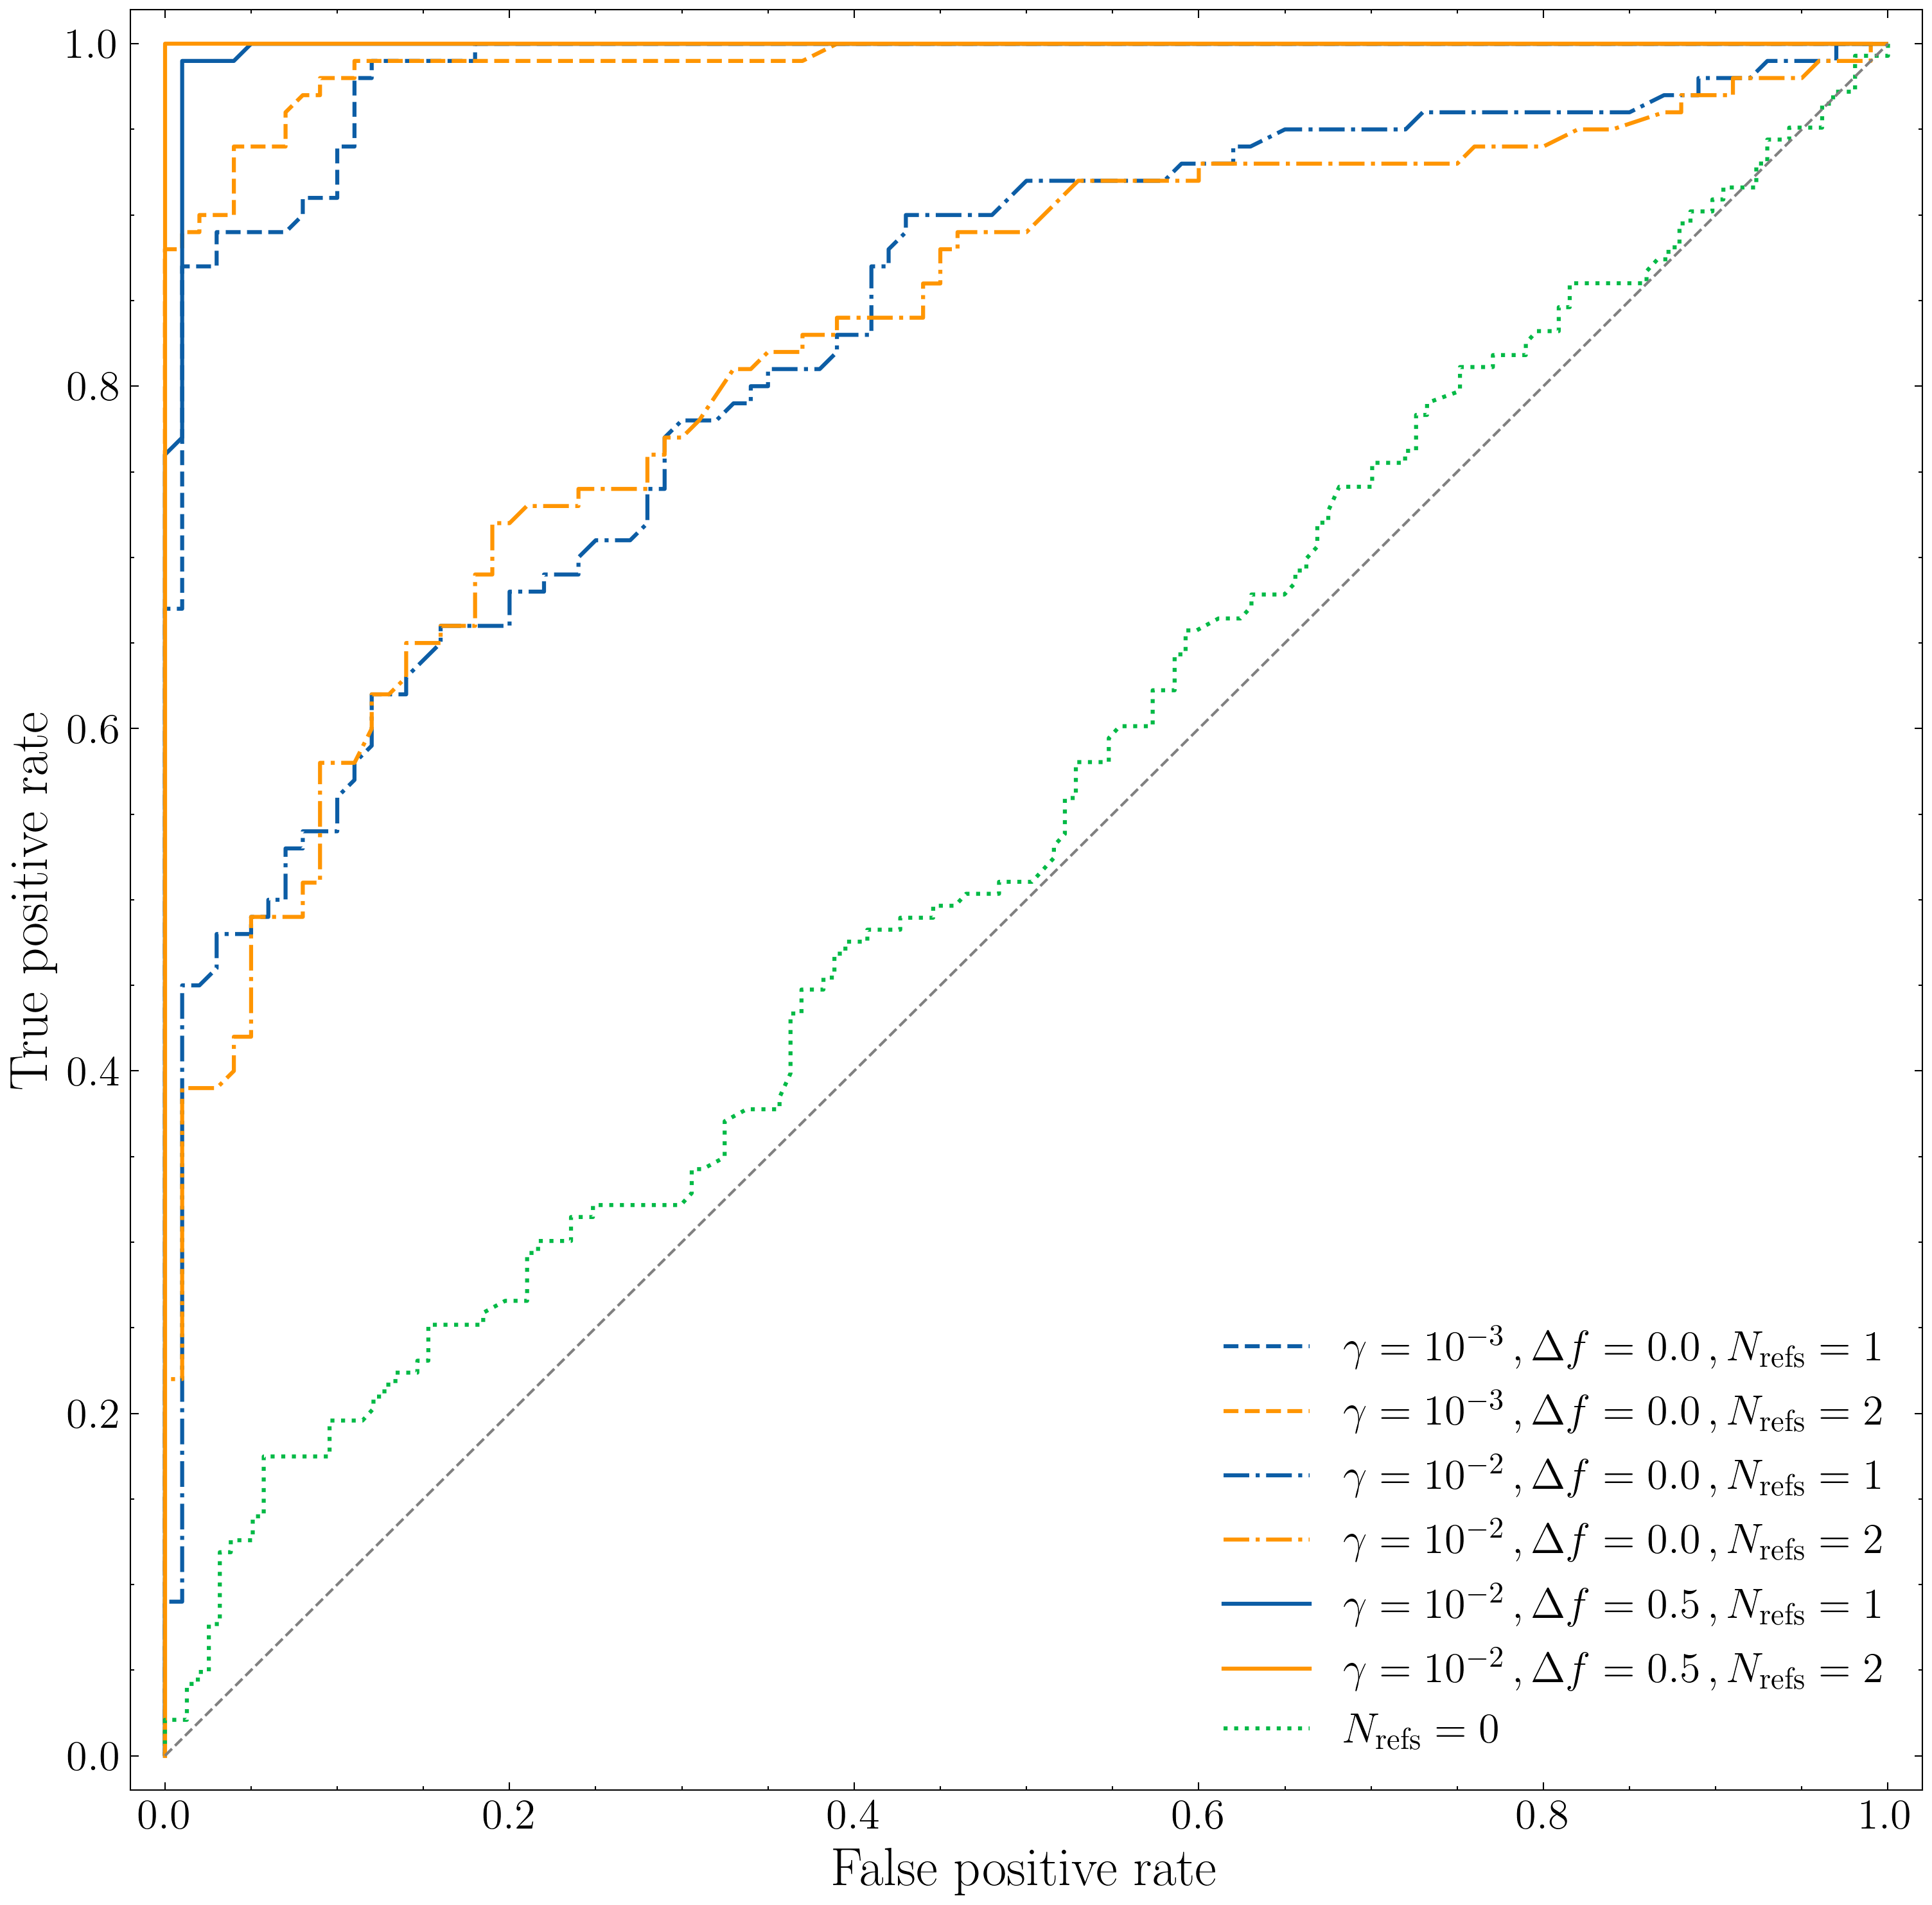 1.0
0.8
0.6
0.4
0.2
0.0
True positive rate
γ = 10⁻³ , Δf = 0.0 , N_refs = 1
γ = 10⁻³ , Δf = 0.0 , N_refs = 2
γ = 10⁻² , Δf = 0.0 , N_refs = 1
γ = 10⁻² , Δf = 0.0 , N_refs = 2
γ = 10⁻² , Δf = 0.5 , N_refs = 1
γ = 10⁻² , Δf = 0.5 , N_refs = 2
N_refs = 0
0.0 0.2 0.4 0.6 0.8 1.0
False positive rate